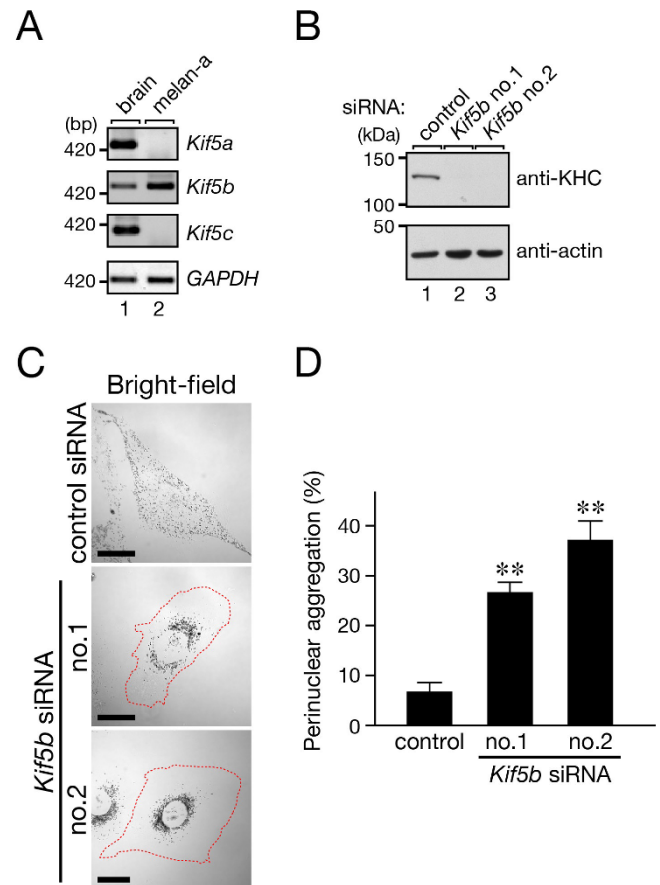 A
brain
melan-a
(bp)
420
Kif5a
420
Kif5b
420
Kif5c
420
GAPDH
1 2
B
siRNA:
control
Kif5b no.1
Kif5b no.2
(kDa)
150
anti-KHC
100
50
anti-actin
1 2 3
C
Bright-field
control siRNA
Kif5b siRNA
no.1
no.2
D
Perinuclear aggregation (%)
40
30
20
10
0
**
**
control no.1 no.2
Kif5b siRNA